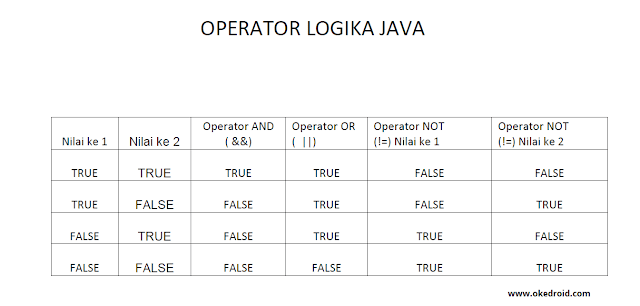 OPERATOR LOGIKA JAVA
Nilai ke 1 Nilai ke 2 Operator AND ( &&) Operator OR ( ||) Operator NOT (!=) Nilai ke 1 Operator NOT (!=) Nilai ke 2
TRUE TRUE TRUE TRUE FALSE FALSE
TRUE FALSE FALSE TRUE FALSE TRUE
FALSE TRUE FALSE TRUE TRUE FALSE
FALSE FALSE FALSE FALSE TRUE TRUE
www.okedroid.com